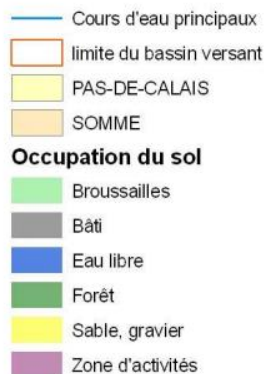 Cours d'eau principaux
limite du bassin versant
PAS-DE-CALAIS
SOMME
Occupation du sol
Broussailles
Bâti
Eau libre
Forêt
Sable, gravier
Zone d'activités